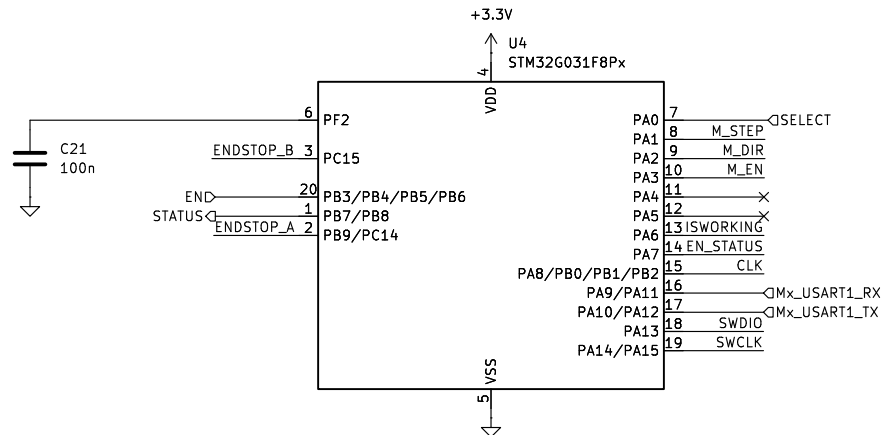 +3.3V
U4
STM32G031F8Px
4
VDD
6 PF2
C21
100n
ENDSTOP_B 3 PC15
EN 20 PB3/PB4/PB5/PB6
STATUS 1 PB7/PB8
ENDSTOP_A 2 PB9/PC14
PA0 7 SELECT
PA1 8 M_STEP
PA2 9 M_DIR
PA3 10 M_EN
PA4 11
PA5 12
PA6 13 ISWORKING
PA7 14 EN_STATUS
PA8/PB0/PB1/PB2 15 CLK
PA9/PA11 16 Mx_USART1_RX
PA10/PA12 17 Mx_USART1_TX
PA13 18 SWDIO
PA14/PA15 19 SWCLK
VSS
5